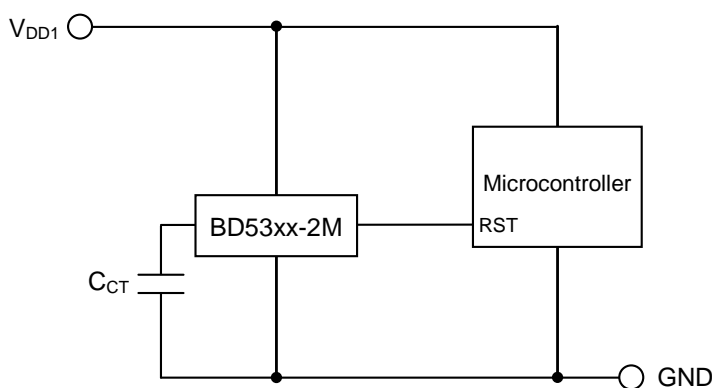 VDD1
Microcontroller
BD53xx-2M
RST
CCT
GND